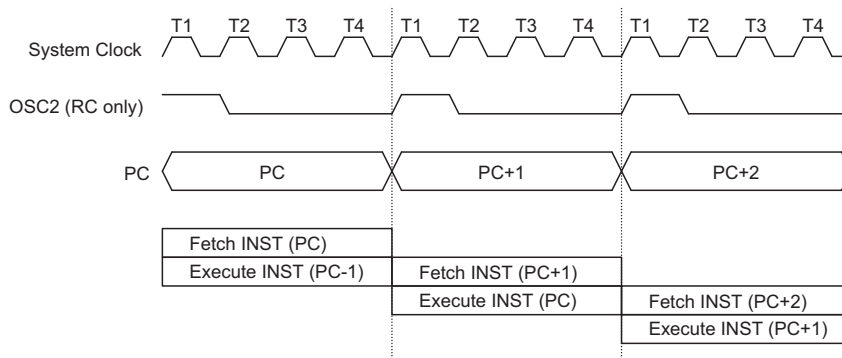 T1 T2 T3 T4 T1 T2 T3 T4 T1 T2 T3 T4
System Clock
OSC2 (RC only)
PC PC PC+1 PC+2
Fetch INST (PC)
Execute INST (PC-1) Fetch INST (PC+1)
Execute INST (PC) Fetch INST (PC+2)
Execute INST (PC+1)